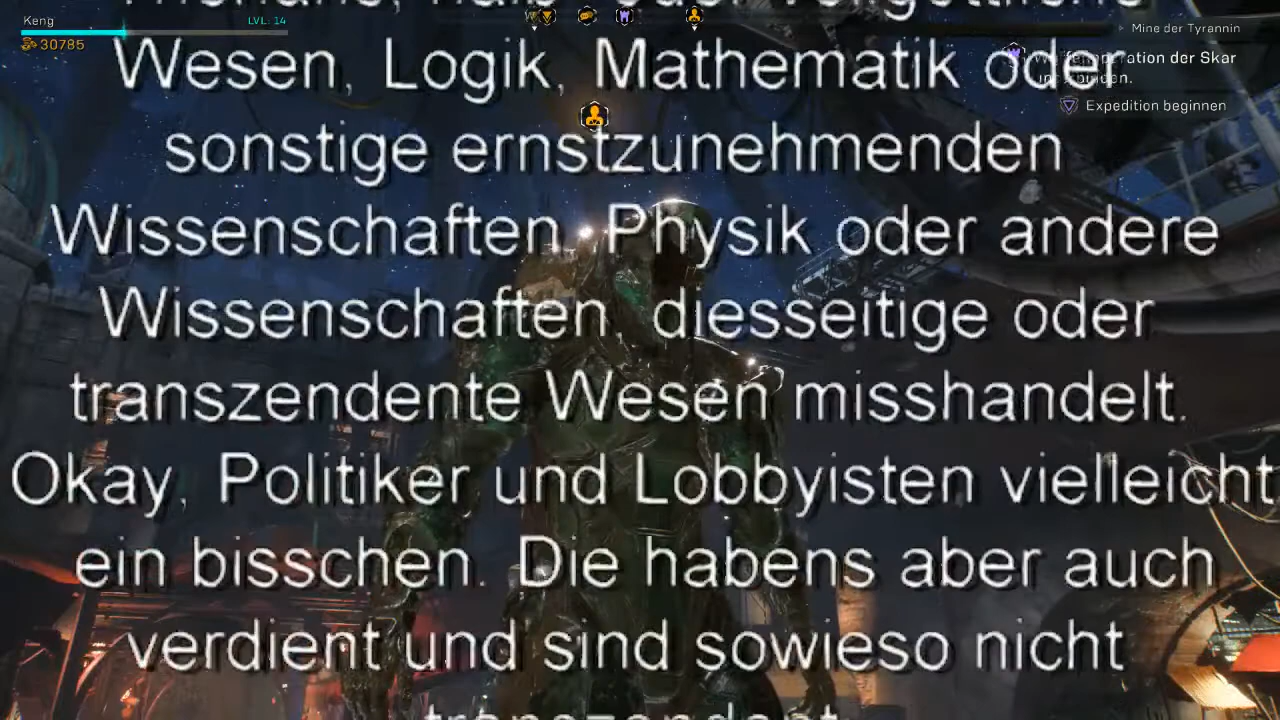 Keng
LVL: 14
30785
Mine der Tyrannin
ation der Skar
Expedition beginnen
Wesen, Logik, Mathematik oder
sonstige ernstzunehmenden
Wissenschaften, Physik oder andere
Wissenschaften, diesseitige oder
transzendente Wesen misshandelt.
Okay, Politiker und Lobbyisten vielleicht
ein bisschen. Die habens aber auch
verdient und sind sowieso nicht